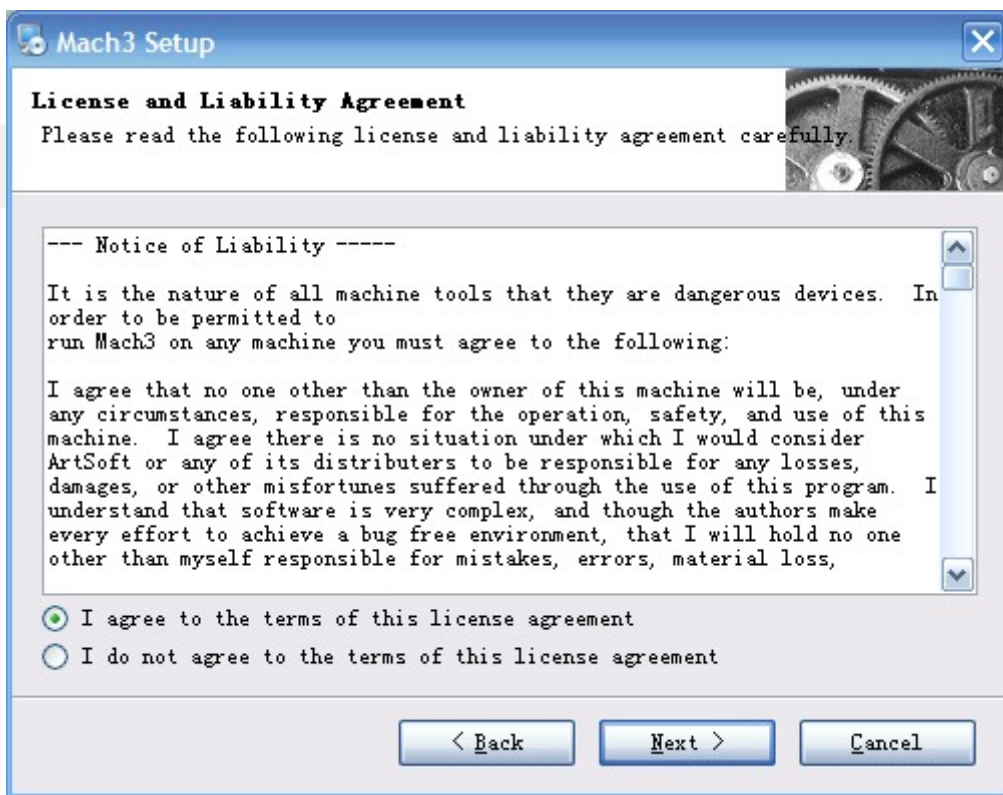 Mach3 Setup
License and Liability Agreement
Please read the following license and liability agreement carefully.
--- Notice of Liability -----
It is the nature of all machine tools that they are dangerous devices.  In
order to be permitted to
run Mach3 on any machine you must agree to the following:
I agree that no one other than the owner of this machine will be, under
any circumstances, responsible for the operation, safety, and use of this
machine.  I agree there is no situation under which I would consider
ArtSoft or any of its distributers to be responsible for any losses,
damages, or other misfortunes suffered through the use of this program.  I
understand that software is very complex, and though the authors make
every effort to achieve a bug free environment, that I will hold no one
other than myself responsible for mistakes, errors, material loss,
I agree to the terms of this license agreement
I do not agree to the terms of this license agreement
< Back Next > Cancel